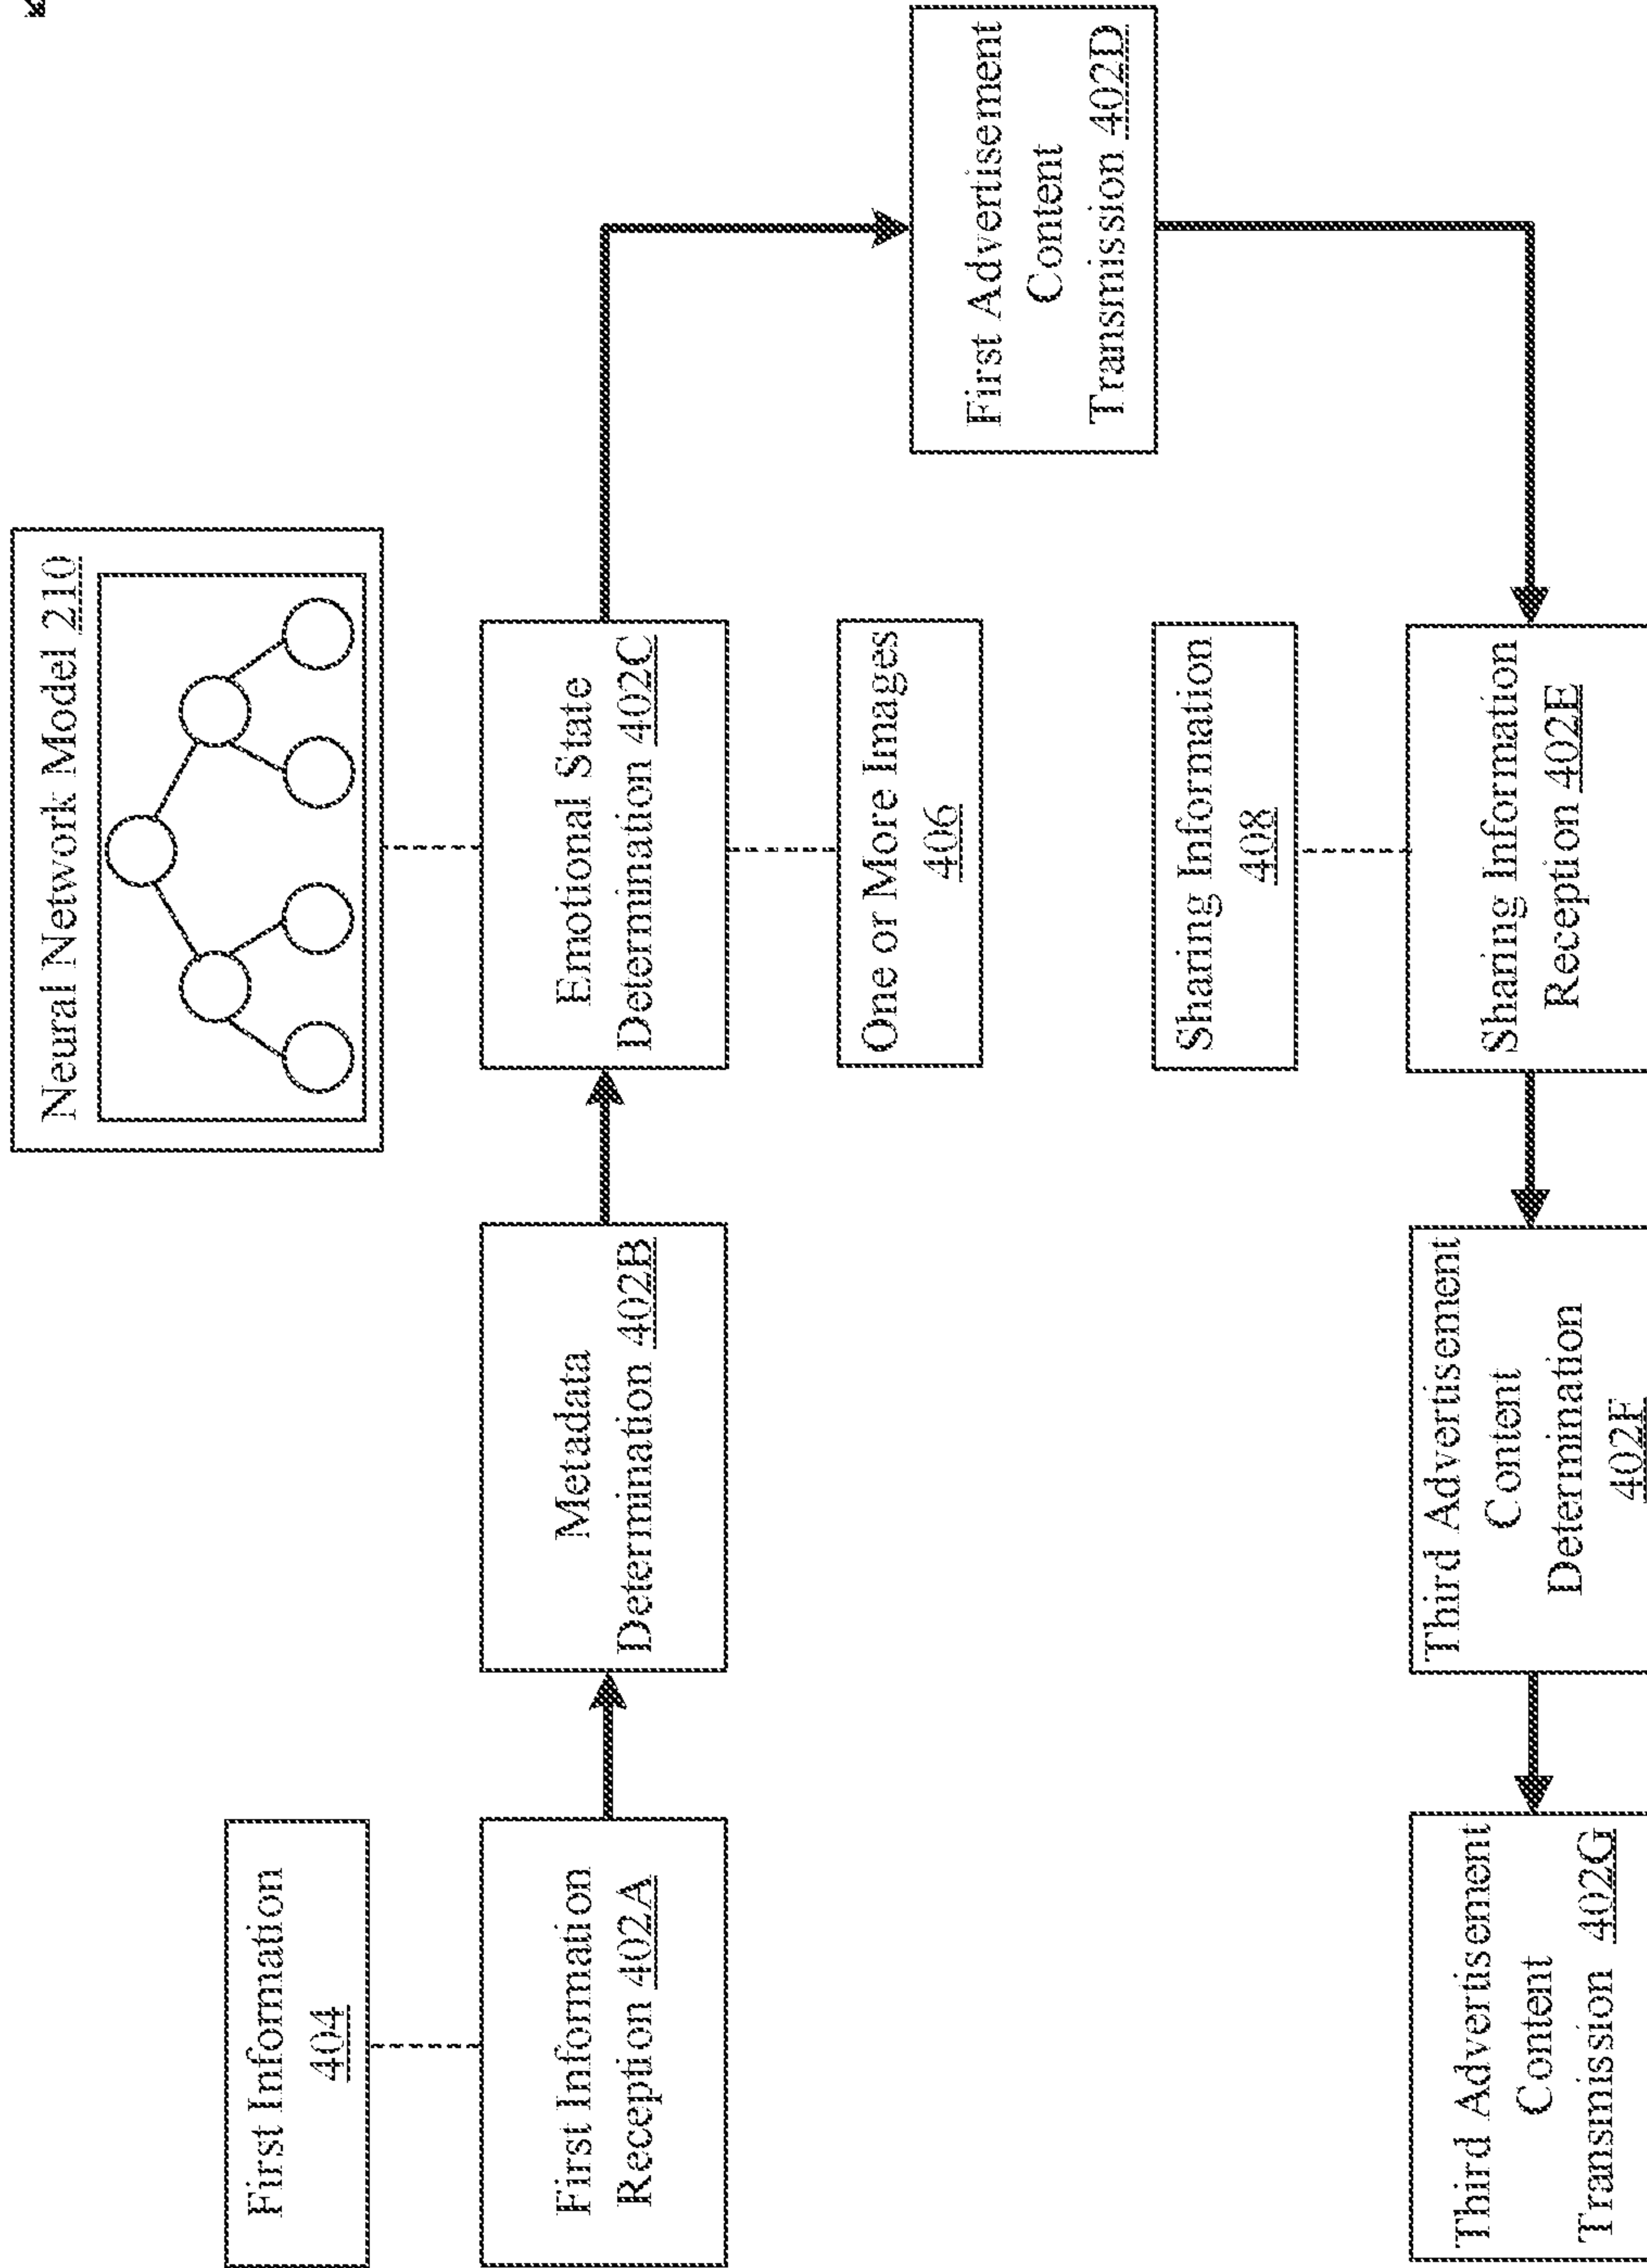 Neural Network Model 210
First Information
404
First Information
Reception 402A
Metadata
Determination 402B
Emotional State
Determination 402C
One or More Images
406
First Advertisement
Content
Transmission 402D
Sharing Information
408
Sharing Information
Reception 402E
Third Advertisement
Content
Determination
402F
Third Advertisement
Content
Transmission 402G